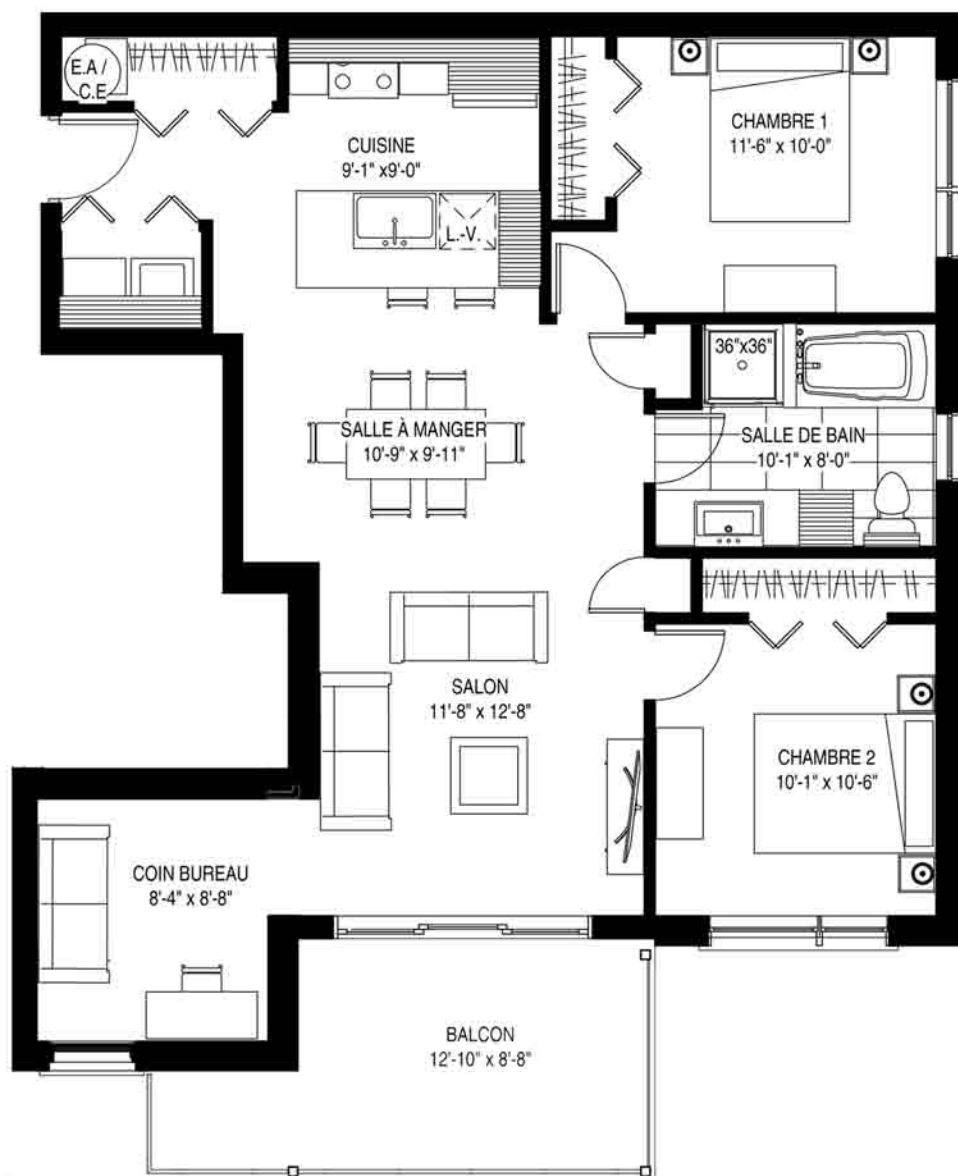 E.A /
C.E
CUISINE
9'-1" x9'-0"
CHAMBRE 1
11'-6" x 10'-0"
L.-V.
36"x36"
SALLE À MANGER
10'-9" x 9'-11"
SALLE DE BAIN
10'-1" x 8'-0"
SALON
11'-8" x 12'-8"
CHAMBRE 2
10'-1" x 10'-6"
COIN BUREAU
8'-4" x 8'-8"
BALCON
12'-10" x 8'-8"